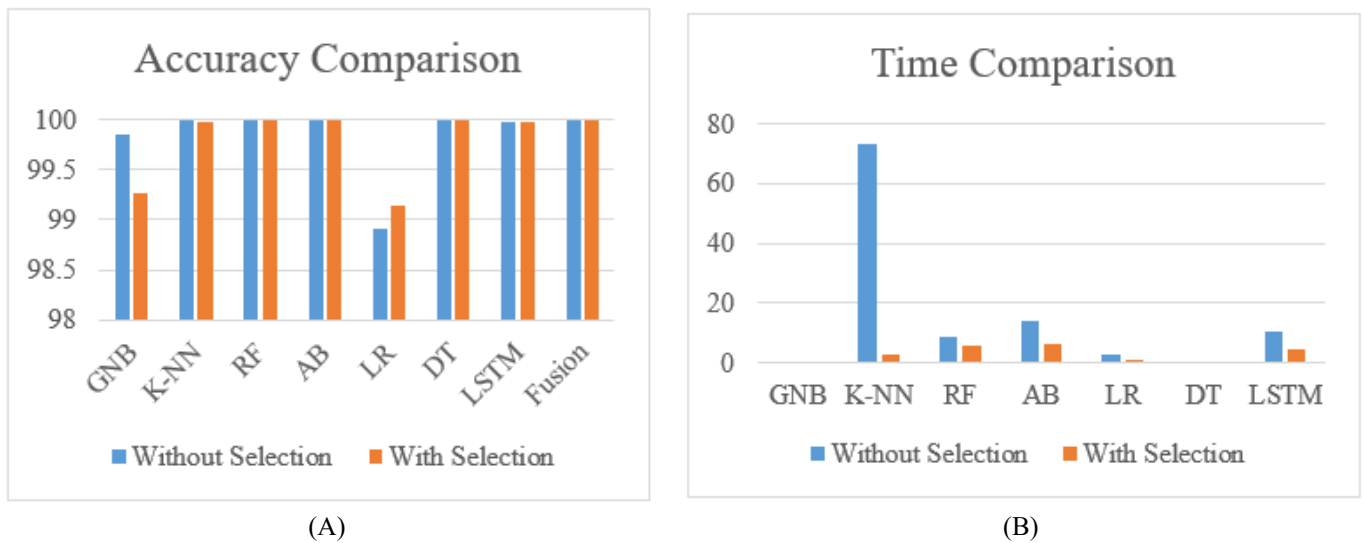 Accuracy Comparison
100
99.5
99
98.5
98
GNB K-NN RF AB LR DT LSTM Fusion
Without Selection With Selection
(A)
Time Comparison
80
60
40
20
0
GNB K-NN RF AB LR DT LSTM
Without Selection With Selection
(B)